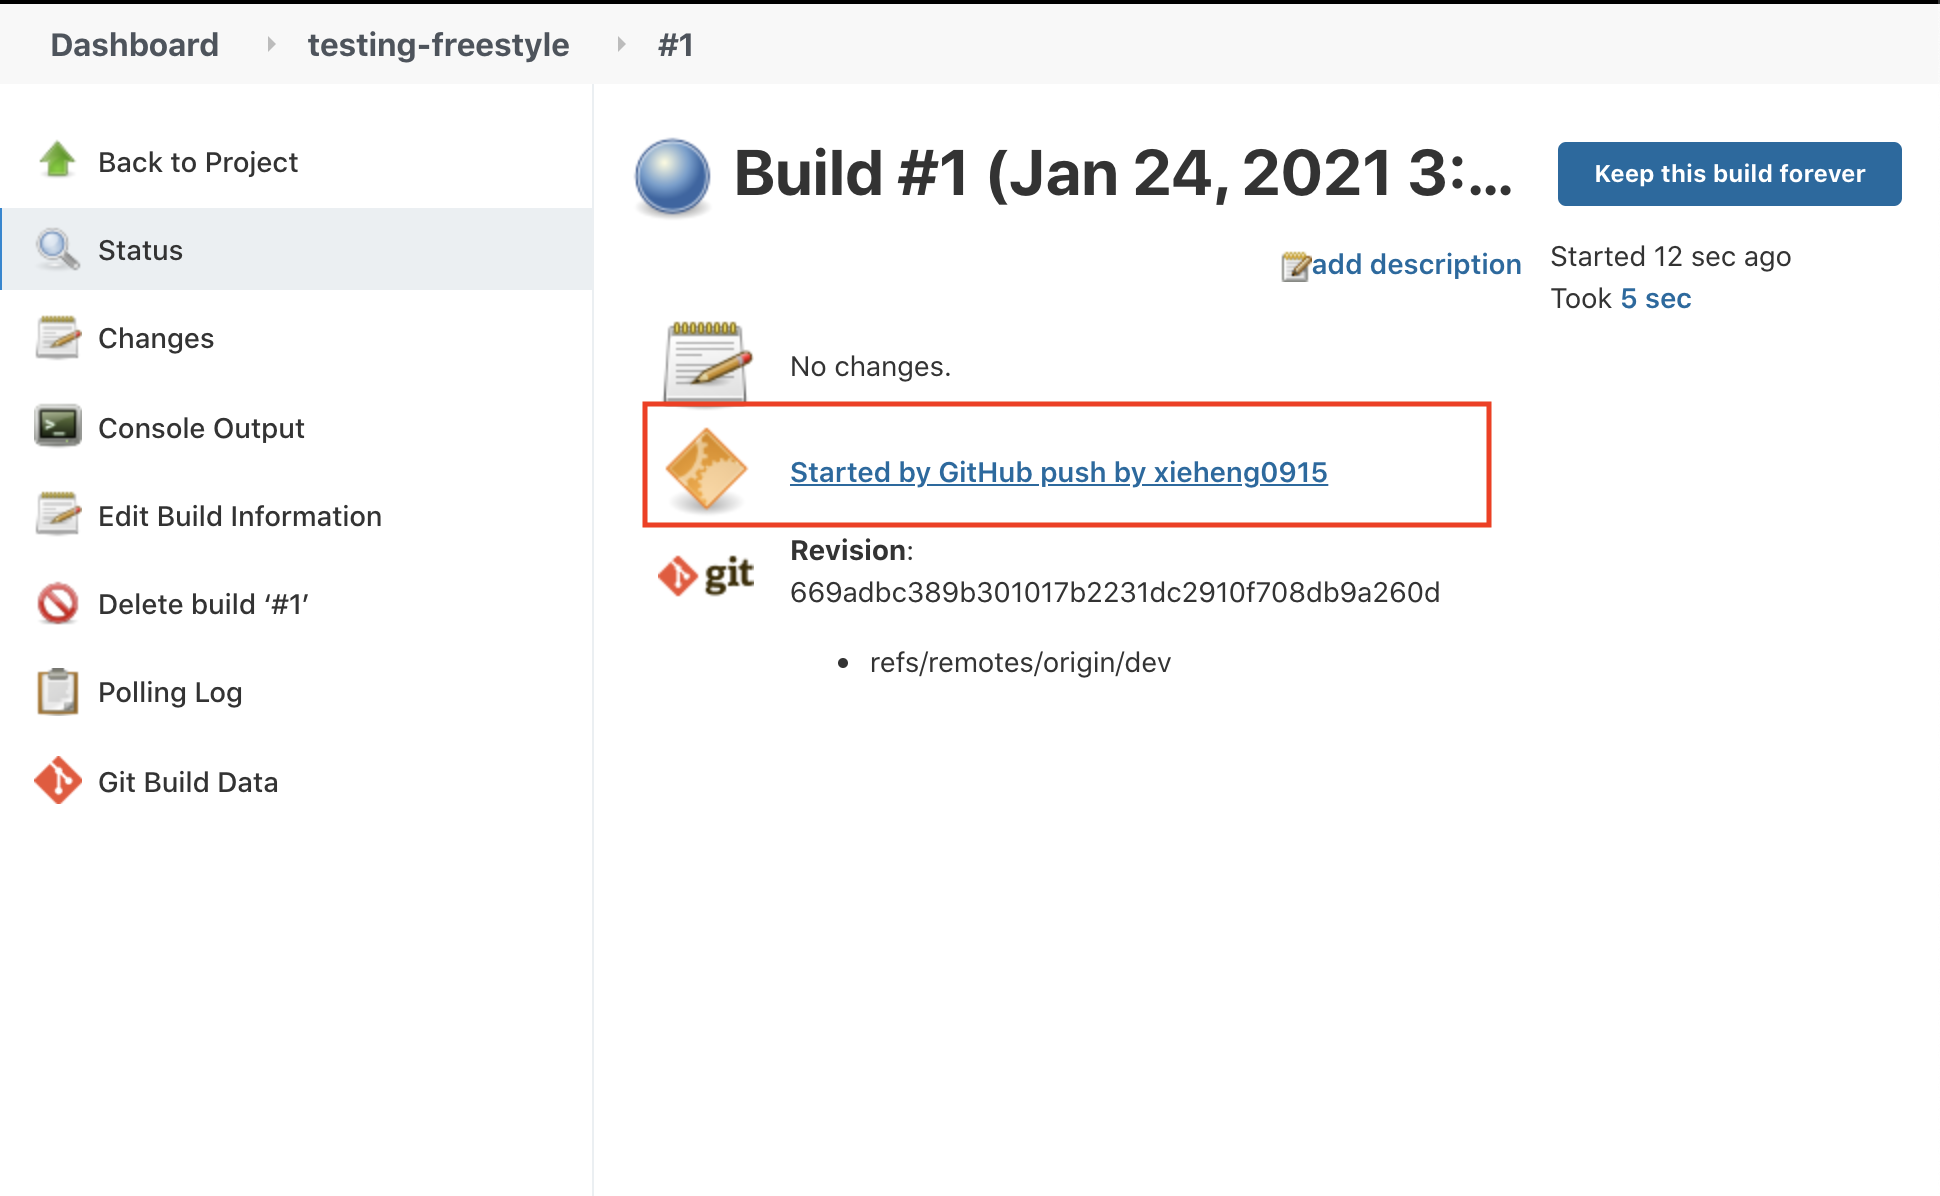 Dashboard testing-freestyle #1
Back to Project
Status
Changes
Console Output
Edit Build Information
Delete build ‘#1’
Polling Log
Git Build Data
Build #1 (Jan 24, 2021 3:...
Keep this build forever
add description
Started 12 sec ago
Took 5 sec
No changes.
Started by GitHub push by xieheng0915
git
Revision:
669adbc389b301017b2231dc2910f708db9a260d
refs/remotes/origin/dev